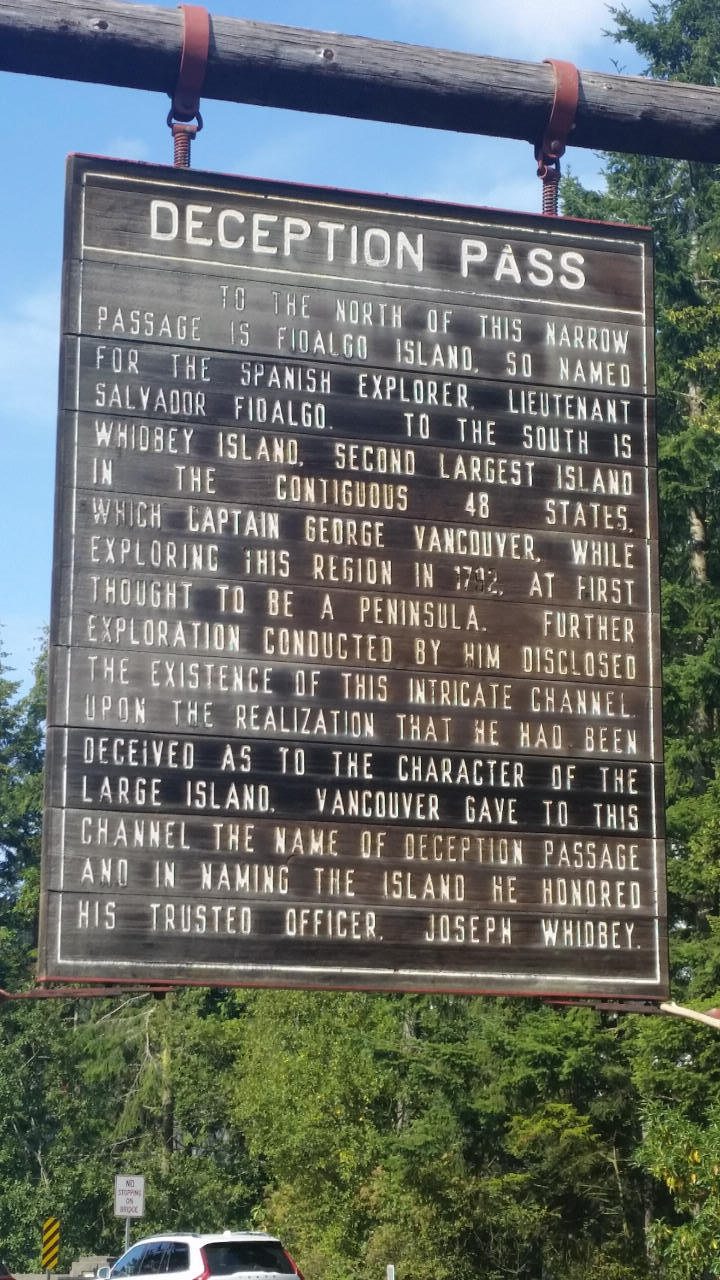 DECEPTION PASS
TO THE NORTH OF THIS NARROW
PASSAGE IS FIDALGO ISLAND, SO NAMED
FOR THE SPANISH EXPLORER, LIEUTENANT
SALVADOR FIDALGO. TO THE SOUTH IS
WHIDBEY ISLAND, SECOND LARGEST ISLAND
IN THE CONTIGUOUS 48 STATES,
WHICH CAPTAIN GEORGE VANCOUVER, WHILE
EXPLORING THIS REGION IN 1792, AT FIRST
THOUGHT TO BE A PENINSULA. FURTHER
EXPLORATION CONDUCTED BY HIM DISCLOSED
THE EXISTENCE OF THIS INTRICATE CHANNEL.
UPON THE REALIZATION THAT HE HAD BEEN
DECEIVED AS TO THE CHARACTER OF THE
LARGE ISLAND, VANCOUVER GAVE TO THIS
CHANNEL THE NAME OF DECEPTION PASSAGE
AND IN NAMING THE ISLAND HE HONORED
HIS TRUSTED OFFICER, JOSEPH WHIDBEY.
NO
STOPPING
ON
BRIDGE